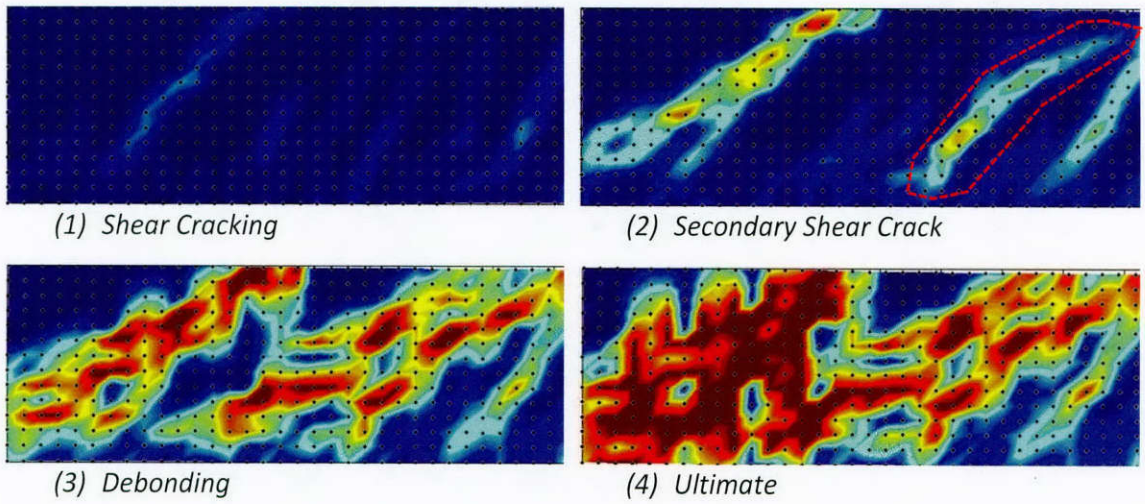 (1) Shear Cracking
(2) Secondary Shear Crack
(3) Debonding
(4) Ultimate